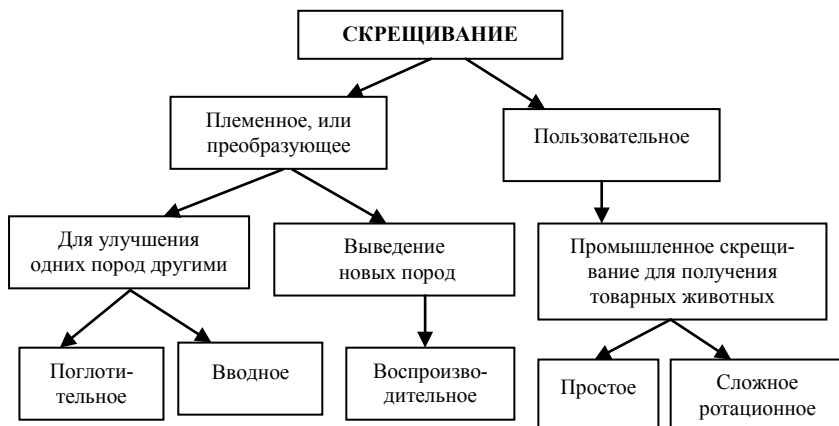 СКРЕЩИВАНИЕ
Племенное, или
преобразующее
Пользовательное
Для улучшения
одних пород другими
Выведение
новых пород
Промышленное скрещи-
вание для получения
товарных животных
Поглоти-
тельное
Вводное
Воспроизво-
дительное
Простое
Сложное
ротационное